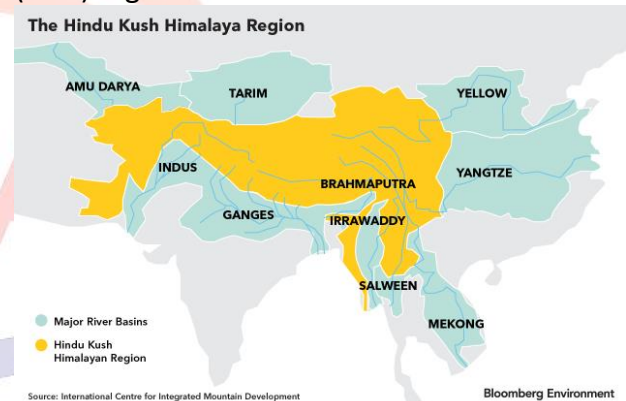 The Hindu Kush Himalaya Region
AMU DARYA
TARIM
YELLOW
INDUS
YANGTZE
BRAHMAPUTRA
GANGES
IRRAWADDY
SALWEEN
MEKONG
Major River Basins
Hindu Kush
Himalayan Region
Source: International Centre for Integrated Mountain Development
Bloomberg Environment